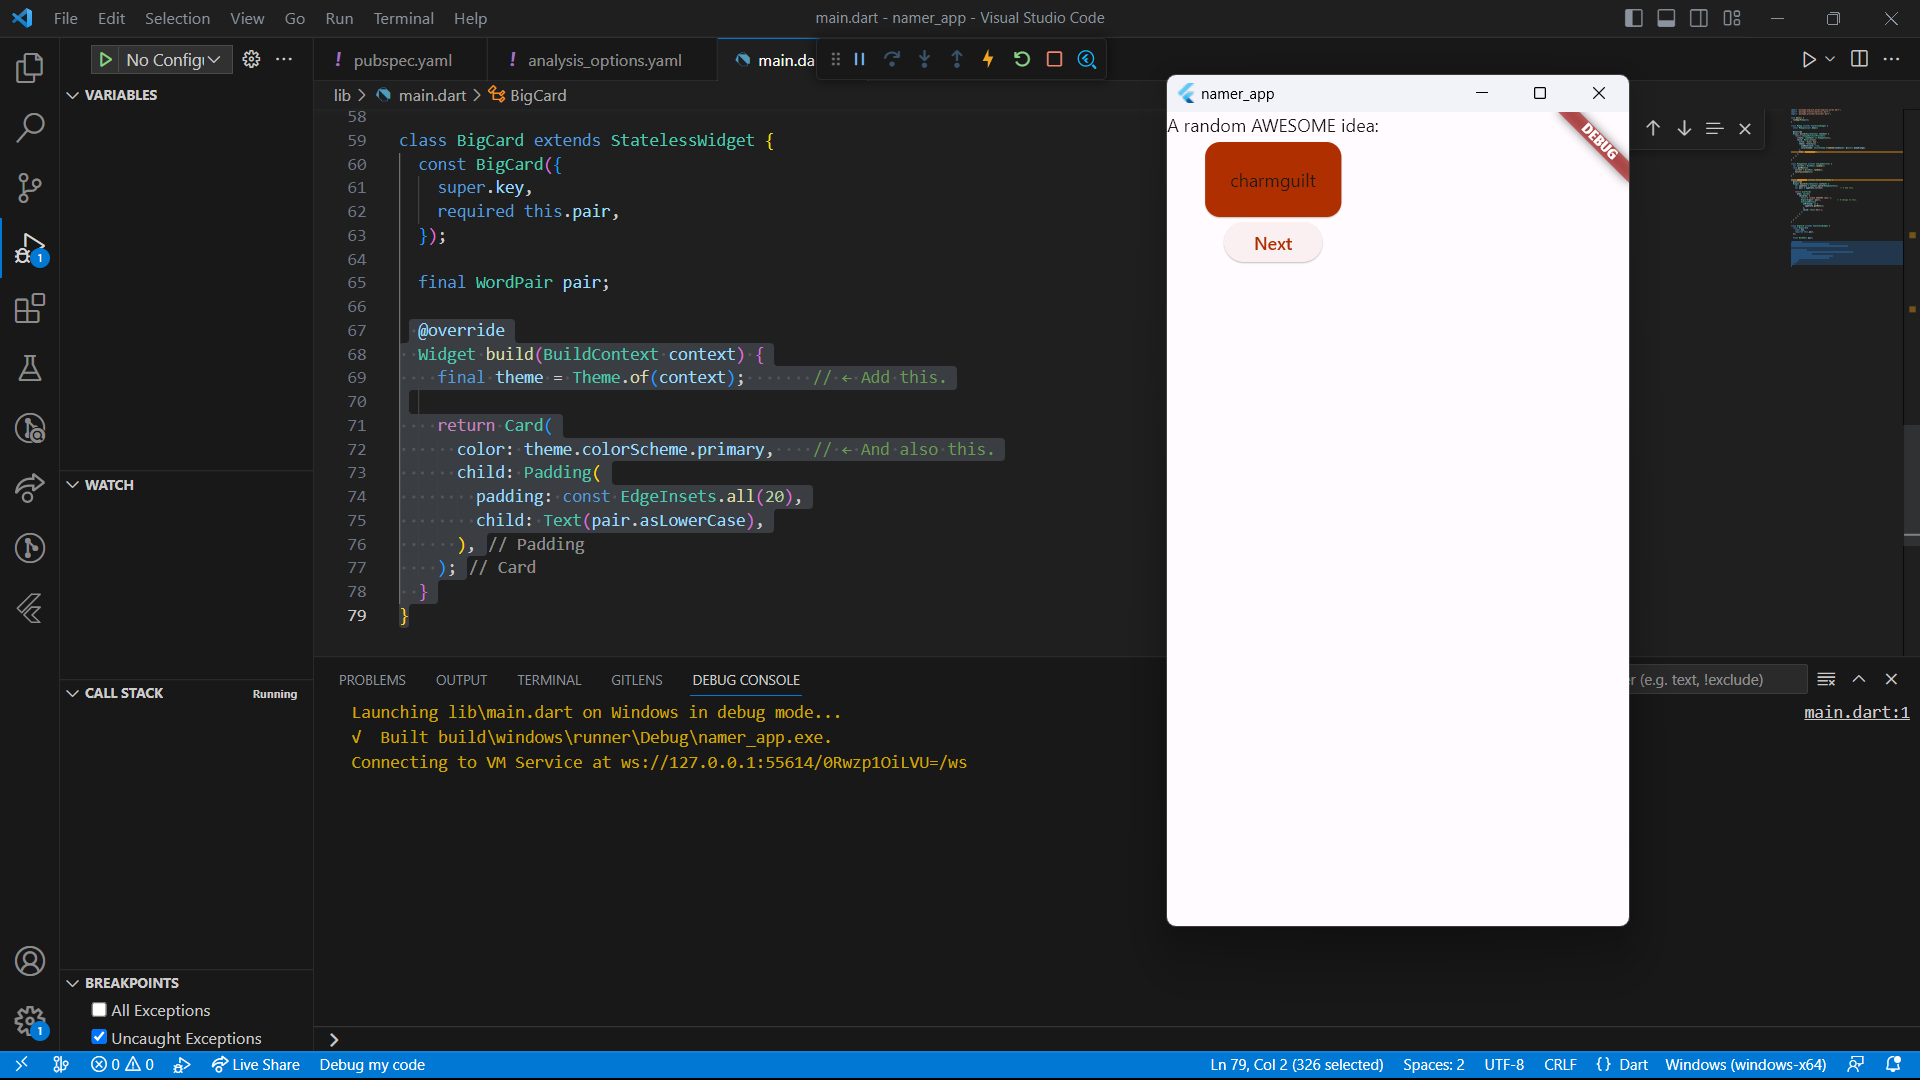 File Edit Selection View Go Run Terminal Help
main.dart - namer_app - Visual Studio Code
No Config
pubspec.yaml
analysis_options.yaml
main.da
VARIABLES
lib > main.dart > BigCard
58
59 class BigCard extends StatelessWidget {
60 const BigCard({
61 super.key,
62 required this.pair,
63 });
64
65 final WordPair pair;
66
67 @override
68 Widget build(BuildContext context) {
69 final theme = Theme.of(context); // ← Add this.
70
71 return Card(
72 color: theme.colorScheme.primary, // ← And also this.
73 child: Padding(
74 padding: const EdgeInsets.all(20),
75 child: Text(pair.asLowerCase),
76 ), // Padding
77 ); // Card
78 }
79 }
namer_app
A random AWESOME idea:
DEBUG
charmguilt
Next
1
WATCH
CALL STACK
Running
PROBLEMS OUTPUT TERMINAL GITLENS DEBUG CONSOLE
r (e.g. text, !exclude)
Launching lib\main.dart on Windows in debug mode...
main.dart:1
√ Built build\windows\runner\Debug\namer_app.exe.
Connecting to VM Service at ws://127.0.0.1:55614/0Rwzp1OiLVU=/ws
BREAKPOINTS
All Exceptions
Uncaught Exceptions
1
0 0
Live Share
Debug my code
Ln 79, Col 2 (326 selected)
Spaces: 2
UTF-8
CRLF
{} Dart
Windows (windows-x64)